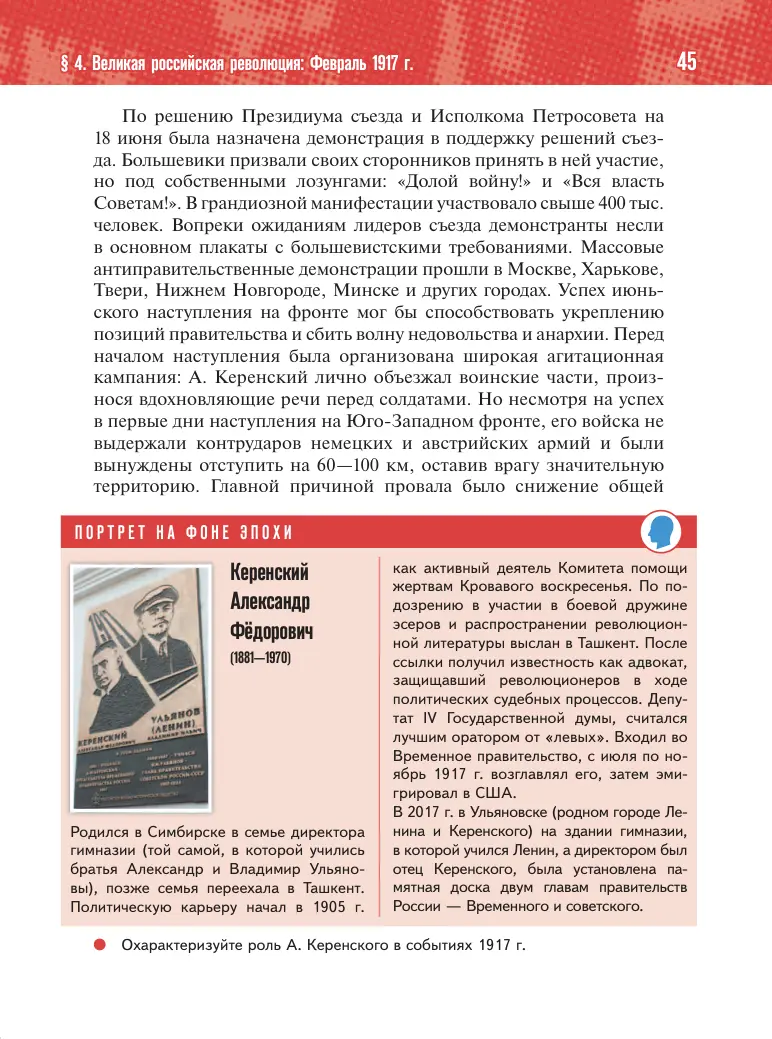 § 4. Великая российская революция: Февраль 1917 г.
45
По решению Президиума съезда и Исполкома Петросовета на
18 июня была назначена демонстрация в поддержку решений съез-
да. Большевики призвали своих сторонников принять в ней участие,
но под собственными лозунгами: «Долой войну!» и «Вся власть
Советам!». В грандиозной манифестации участвовало свыше 400 тыс.
человек. Вопреки ожиданиям лидеров съезда демонстранты несли
в основном плакаты с большевистскими требованиями. Массовые
антиправительственные демонстрации прошли в Москве, Харькове,
Твери, Нижнем Новгороде, Минске и других городах. Успех июнь-
ского наступления на фронте мог бы способствовать укреплению
позиций правительства и сбить волну недовольства и анархии. Перед
началом наступления была организована широкая агитационная
кампания: А. Керенский лично объезжал воинские части, произ-
нося вдохновляющие речи перед солдатами. Но несмотря на успех
в первые дни наступления на Юго-Западном фронте, его войска не
выдержали контрударов немецких и австрийских армий и были
вынуждены отступить на 60—100 км, оставив врагу значительную
территорию. Главной причиной провала было снижение общей
ПОРТРЕТ НА ФОНЕ ЭПОХИ
КЕРЕНСКИЙ
АЛЕКСАНДР ФЁДОРОВИЧ
УЛЬЯНОВ
(ЛЕНИН)
ВЛАДИМИР ИЛЬИЧ
Керенский
Александр
Фёдорович
(1881—1970)
Родился в Симбирске в семье директора
гимназии (той самой, в которой учились
братья Александр и Владимир Ульяно-
вы), позже семья переехала в Ташкент.
Политическую карьеру начал в 1905 г.
как активный деятель Комитета помощи
жертвам Кровавого воскресенья. По по-
дозрению в участии в боевой дружине
эсеров и распространении революцион-
ной литературы выслан в Ташкент. После
ссылки получил известность как адвокат,
защищавший революционеров в ходе
политических судебных процессов. Депу-
тат IV Государственной думы, считался
лучшим оратором от «левых». Входил во
Временное правительство, с июля по но-
ябрь 1917 г. возглавлял его, затем эми-
грировал в США.
В 2017 г. в Ульяновске (родном городе Ле-
нина и Керенского) на здании гимназии,
в которой учился Ленин, а директором был
отец Керенского, была установлена па-
мятная доска двум главам правительств
России — Временного и советского.
Охарактеризуйте роль А. Керенского в событиях 1917 г.